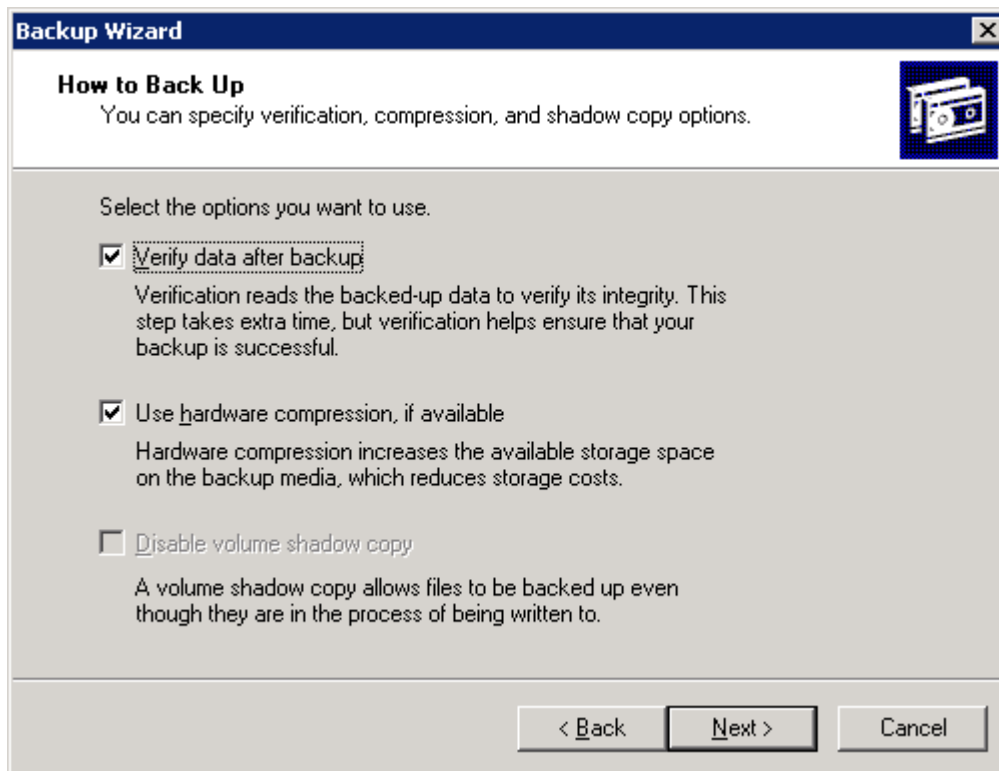 Backup Wizard
How to Back Up
You can specify verification, compression, and shadow copy options.
Select the options you want to use.
Verify data after backup
Verification reads the backed-up data to verify its integrity. This
step takes extra time, but verification helps ensure that your
backup is successful.
Use hardware compression, if available
Hardware compression increases the available storage space
on the backup media, which reduces storage costs.
Disable volume shadow copy
A volume shadow copy allows files to be backed up even
though they are in the process of being written to.
< Back Next > Cancel